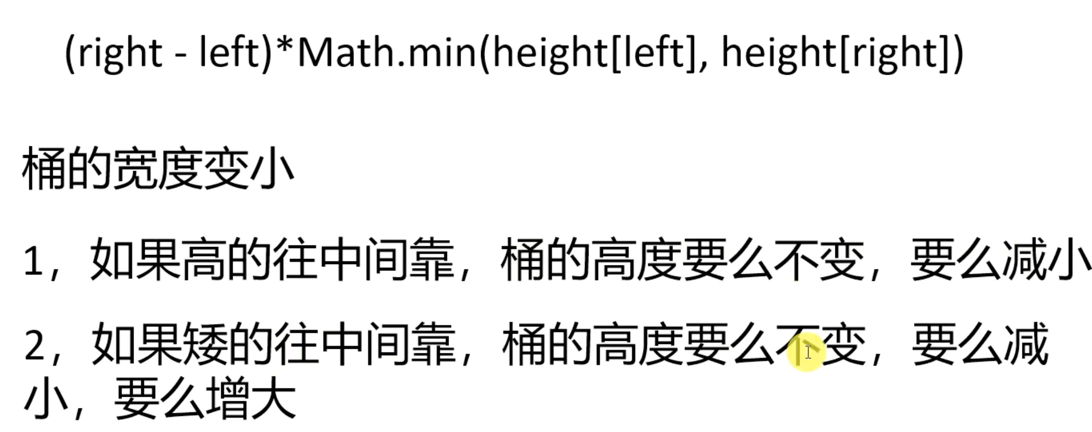 (right - left)*Math.min(height[left], height[right])
桶的宽度变小
1，如果高的往中间靠，桶的高度要么不变，要么减小
2，如果矮的往中间靠，桶的高度要么不变，要么减
小，要么增大